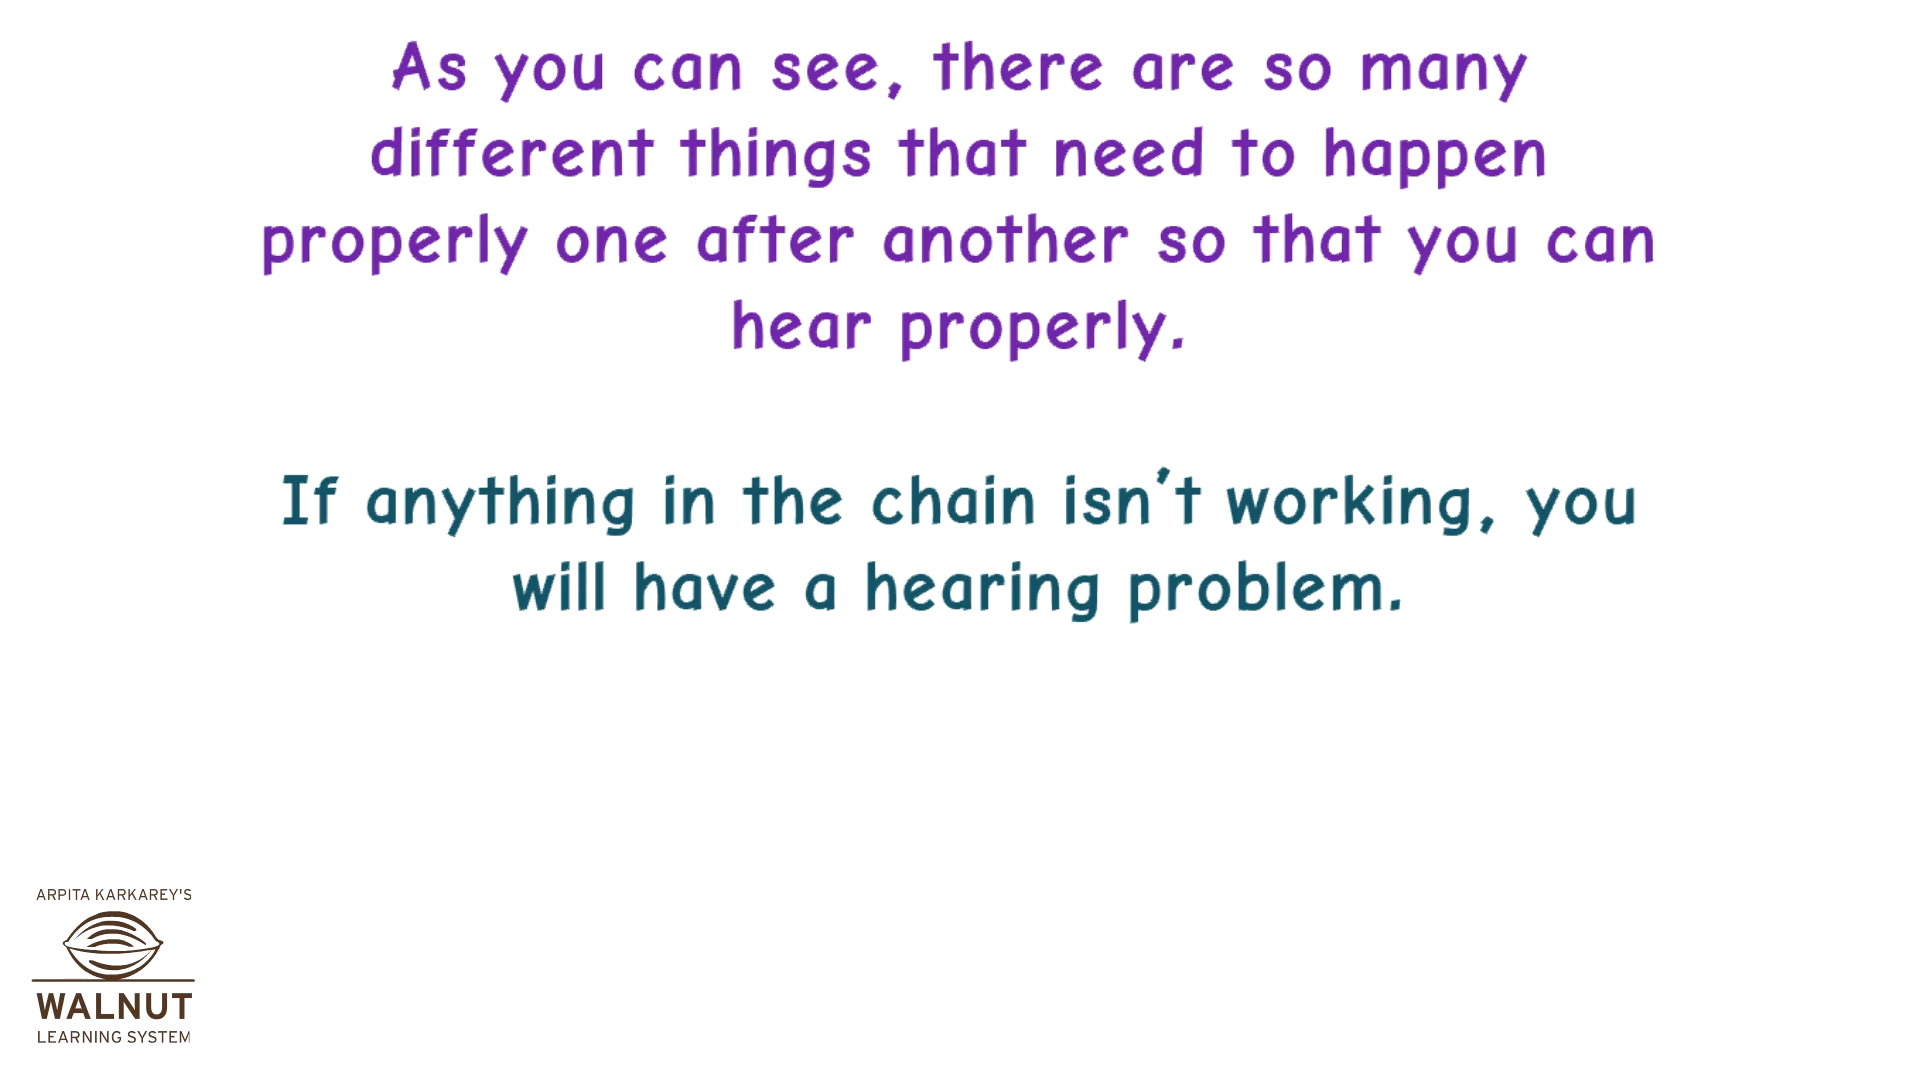 As you can see, there are so many
different things that need to happen
properly one after another so that you can
hear properly.
If anything in the chain isn't working, you
will have a hearing problem.
ARPITA KARKAREY'S
WALNUT
LEARNING SYSTEM